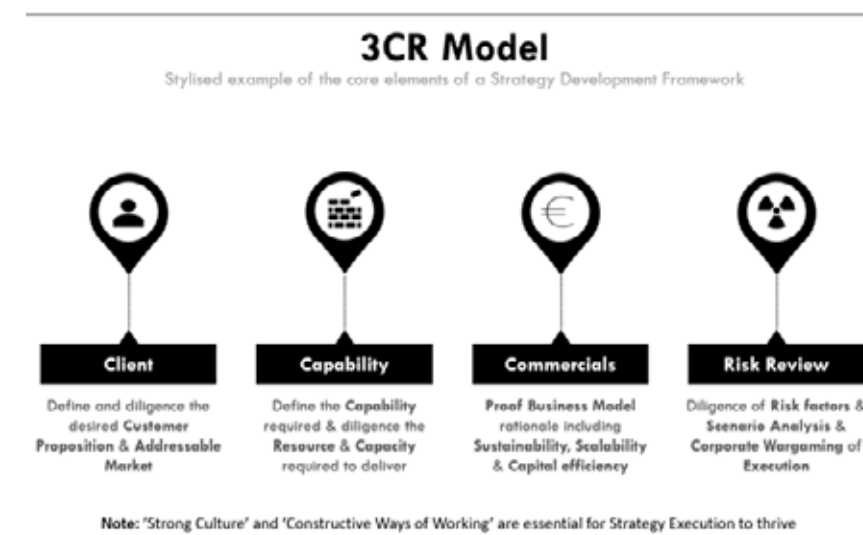 3CR Model
Stylised example of the core elements of a Strategy Development Framework
€
Client
Define and diligence the
desired Customer
Proposition & Addressable
Market
Capability
Define the Capability
required & diligence the
Resource & Capacity
required to deliver
Commercials
Proof Business Model
rationale including
Sustainability, Scalability
& Capital efficiency
Risk Review
Diligence of Risk factors &
Scenario Analysis &
Corporate Wargaming of
Execution
Note: 'Strong Culture' and 'Constructive Ways of Working' are essential for Strategy Execution to thrive